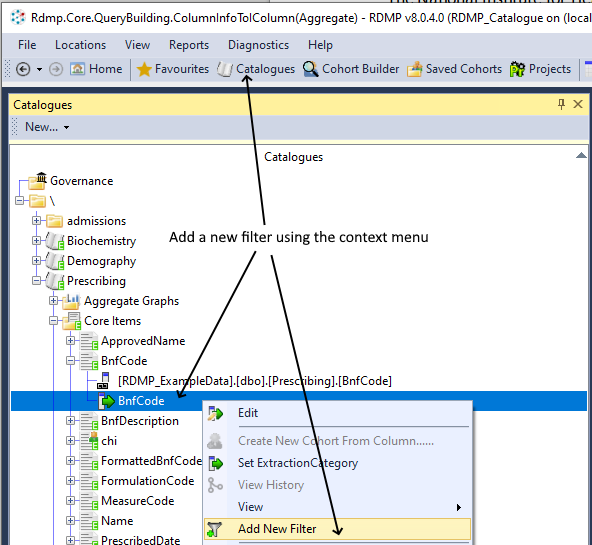 Rdmp.Core.QueryBuilding.ColumnInfoToIColumn(Aggregate) - RDMP v8.0.4.0 (RDMP_Catalogue on (local
File Locations View Reports Diagnostics Window Help
Home Favourites Catalogues Cohort Builder Saved Cohorts Projects
Catalogues
New...
Catalogues
Governance
\
admissions
Biochemistry
Add a new filter using the context menu
Demography
Prescribing
Aggregate Graphs
Core Items
ApprovedName
BnfCode
[RDMP_ExampleData].[dbo].[Prescribing].[BnfCode]
BnfCode
BnfDescription
chi
FormattedBnfCode
FormulationCode
MeasureCode
Name
PrescribedDate
Edit
Create New Cohort From Column......
Set ExtractionCategory
View History
View
Add New Filter